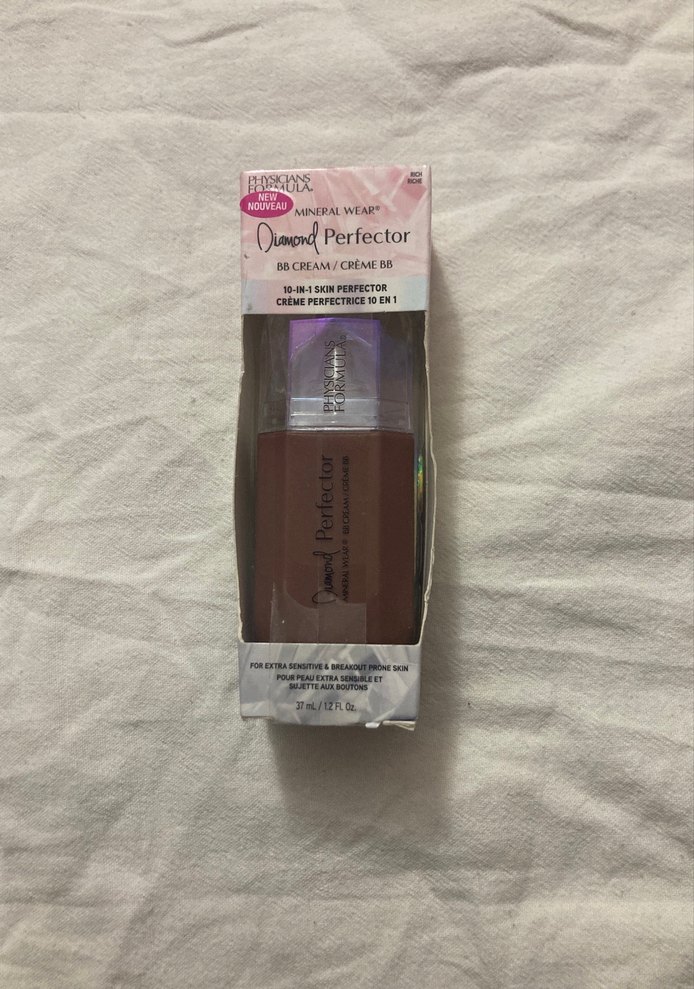 PHYSICIANS
FORMULA®
RICH
RICHE
NEW
NOUVEAU
MINERAL WEAR®
Diamond Perfector
BB CREAM / CRÈME BB
10-IN-1 SKIN PERFECTOR
CRÈME PERFECTRICE 10 EN 1
PHYSICIANS
FORMULA®
Diamond Perfector
MINERAL WEAR® BB CREAM / CRÈME BB
FOR EXTRA SENSITIVE & BREAKOUT PRONE SKIN
POUR PEAU EXTRA SENSIBLE ET
SUJETTE AUX BOUTONS
37 mL / 1.2 FL Oz.